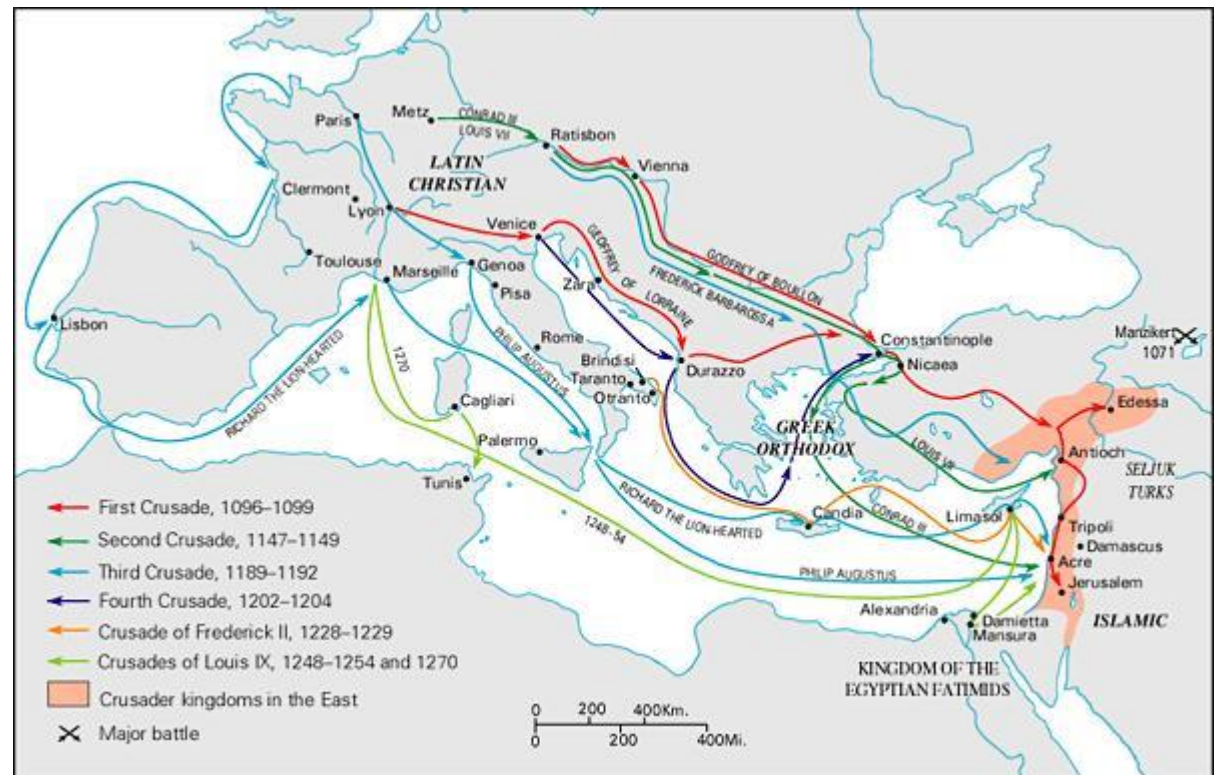 Paris
Metz
CONRAD III
LOUIS VII
Ratisbon
Vienna
LATIN
CHRISTIAN
Clermont
Lyon
Venice
GEOFFREY OF LORRAINE
GODFREY OF BOUILLON
FREDERICK BARBAROSSA
Toulouse
Marseille
Genoa
Pisa
Zara
Lisbon
Rome
Constantinople
Manzikert
1071
Nicaea
Durazzo
Brindisi
Taranto
Otranto
RICHARD THE LION-HEARTED
1270
PHILIP AUGUSTUS
Cagliari
Palermo
Tunis
GREEK
ORTHODOX
Edessa
LOUIS VII
Antioch
SELJUK
TURKS
RICHARD THE LION-HEARTED
Candia
CONRAD III
Limasol
Tripoli
Damascus
1248-54
PHILIP AUGUSTUS
Acre
Jerusalem
Alexandria
Damietta
Mansura
ISLAMIC
KINGDOM OF THE
EGYPTIAN FATIMIDS
First Crusade, 1096–1099
Second Crusade, 1147–1149
Third Crusade, 1189–1192
Fourth Crusade, 1202–1204
Crusade of Frederick II, 1228–1229
Crusades of Louis IX, 1248–1254 and 1270
Crusader kingdoms in the East
Major battle
0 200 400Km.
0 200 400Mi.